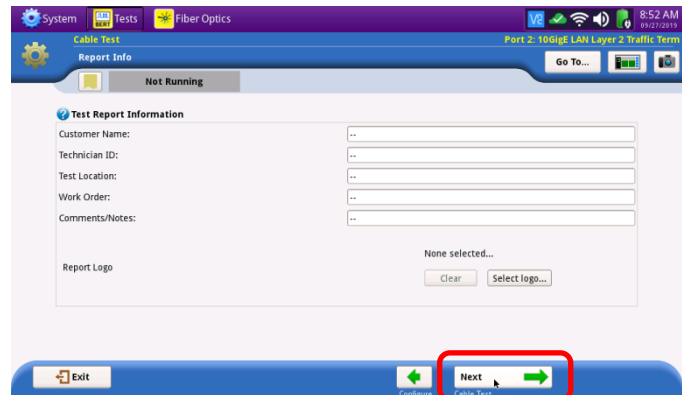 System Tests Fiber Optics 8:52 AM
09/27/2019
Cable Test Port 2: 10GigE LAN Layer 2 Traffic Term
Report Info
Go To...
Not Running
Test Report Information
Customer Name: --
Technician ID: --
Test Location: --
Work Order: --
Comments/Notes: --
None selected...
Report Logo
Clear Select logo...
Exit Next
Configure Cable Test